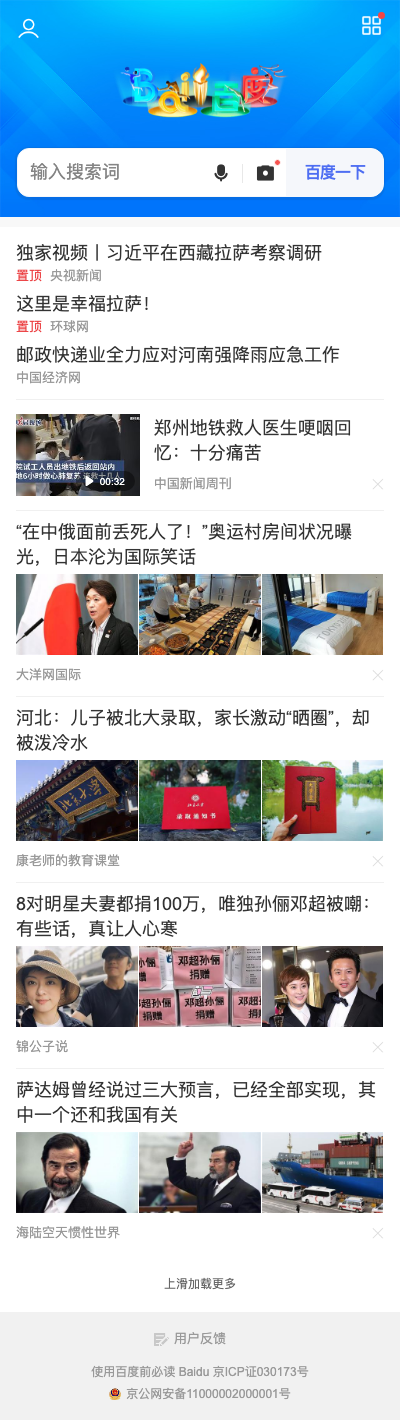 Bai 百度
输入搜索词
百度一下
独家视频丨习近平在西藏拉萨考察调研
置顶 央视新闻
这里是幸福拉萨！
置顶 环球网
邮政快递业全力应对河南强降雨应急工作
中国经济网
00:32
郑州地铁救人医生哽咽回
忆：十分痛苦
中国新闻周刊
“在中俄面前丢死人了！”奥运村房间状况曝
光，日本沦为国际笑话
大洋网国际
河北：儿子被北大录取，家长激动“晒圈”，却
被泼冷水
录取通知书
康老师的教育课堂
8对明星夫妻都捐100万，唯独孙俪邓超被嘲：
有些话，真让人心寒
邓超孙俪
捐赠
锦公子说
萨达姆曾经说过三大预言，已经全部实现，其
中一个还和我国有关
海陆空天惯性世界
上滑加载更多
用户反馈
使用百度前必读 Baidu 京ICP证030173号
京公网安备11000002000001号